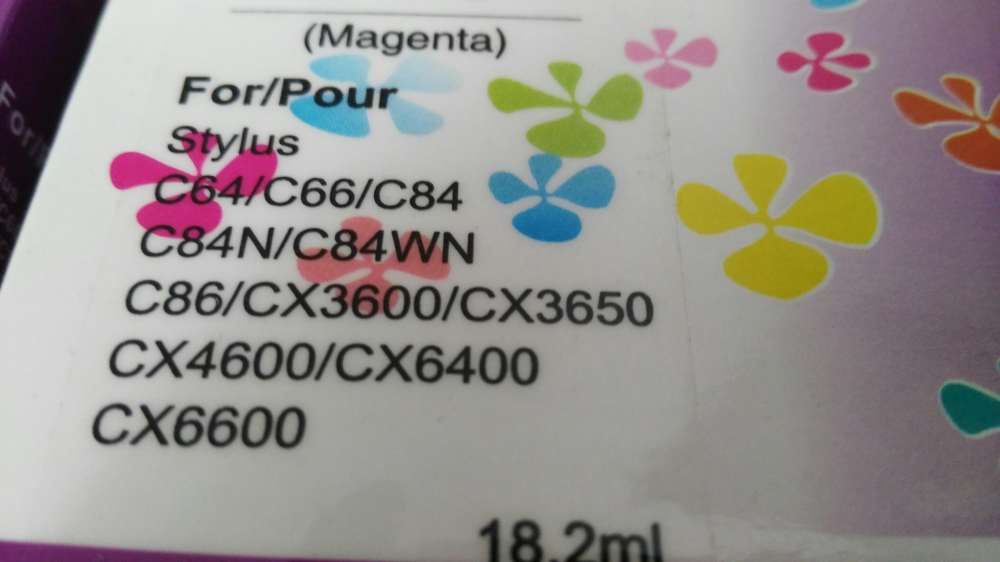 (Magenta)
For/Pour
Stylus
C64/C66/C84
C84N/C84WN
C86/CX3600/CX3650
CX4600/CX6400
CX6600
18.2ml